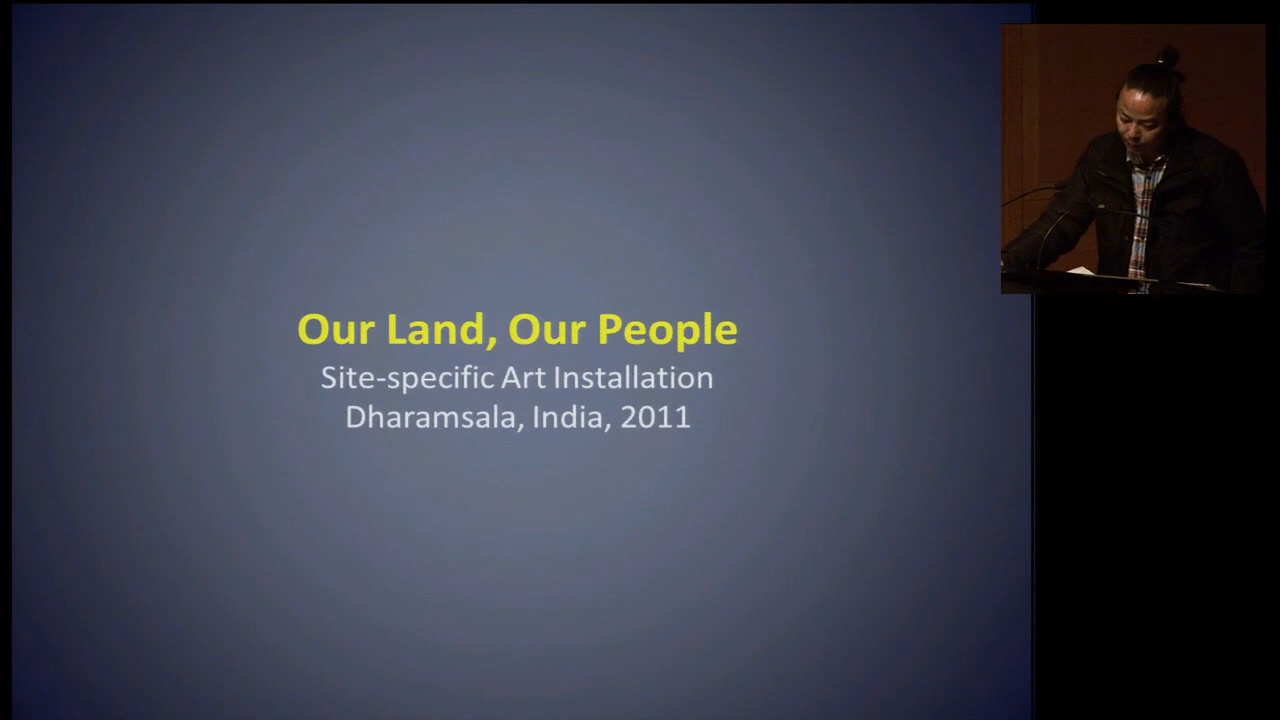 Our Land, Our People
Site-specific Art Installation
Dharamsala, India, 2011